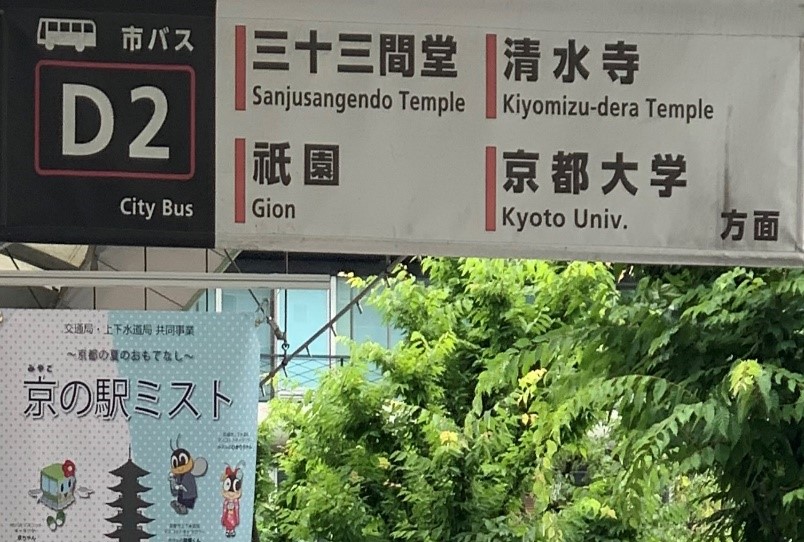 市バス
D2
City Bus
三十三間堂
Sanjusangendo Temple
清水寺
Kiyomizu-dera Temple
祇園
Gion
京都大学
Kyoto Univ.
方面
交通局・上下水道局 共同事業
～京都の夏のおもてなし～
みやこ
京の駅ミスト